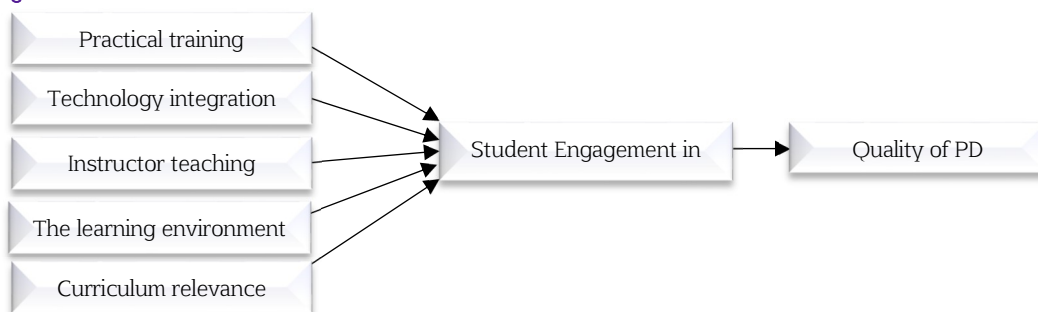 Practical training
Technology integration
Instructor teaching
The learning environment
Curriculum relevance
Student Engagement in
Quality of PD